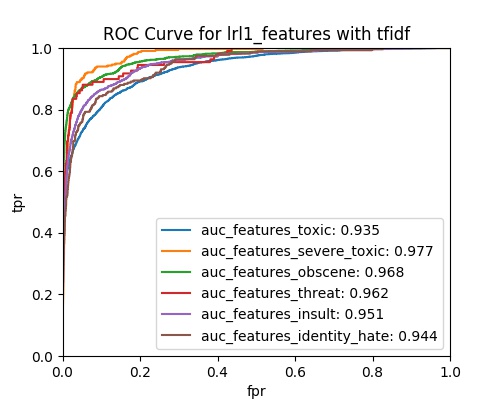 ROC Curve for lrl1_features with tfidf
1.0
0.8
0.6
0.4
0.2
0.0
tpr
auc_features_toxic: 0.935
auc_features_severe_toxic: 0.977
auc_features_obscene: 0.968
auc_features_threat: 0.962
auc_features_insult: 0.951
auc_features_identity_hate: 0.944
0.0 0.2 0.4 0.6 0.8 1.0
fpr